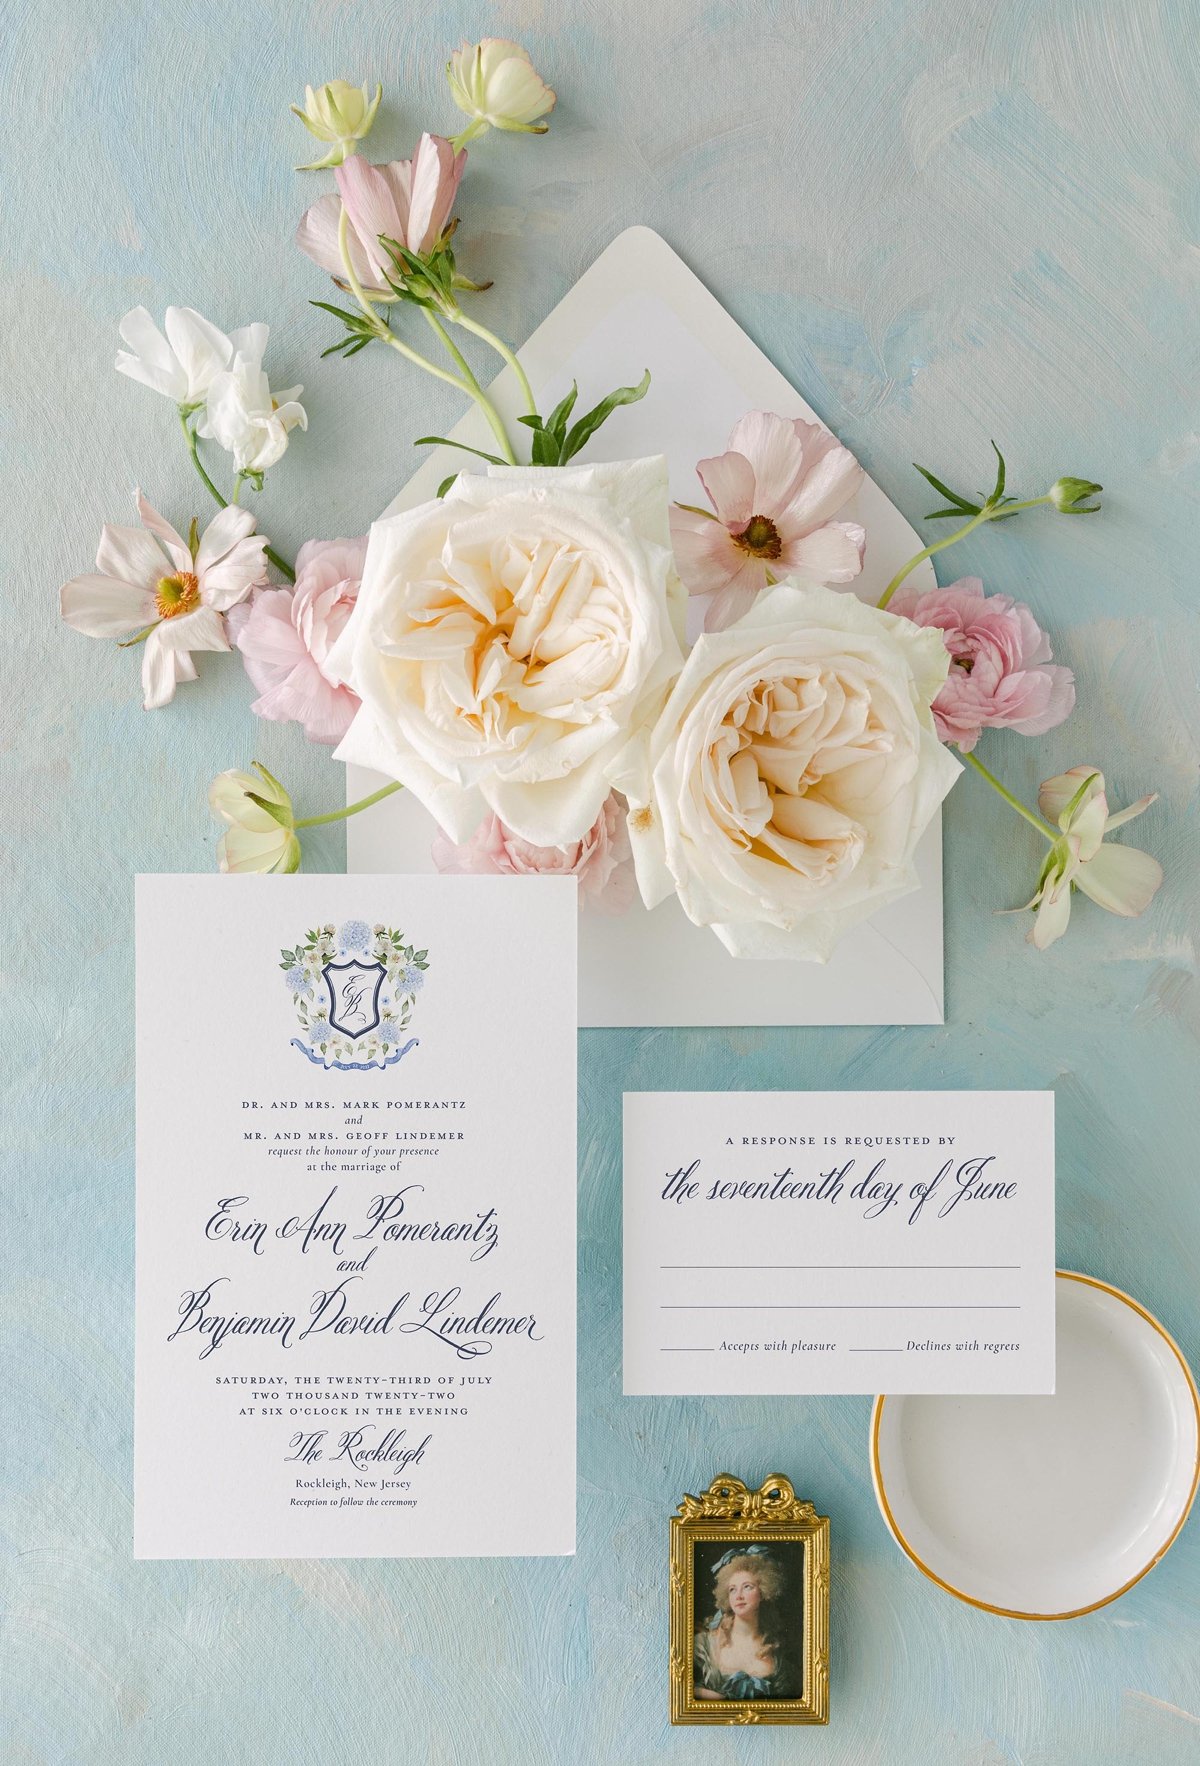 EB
DR. AND MRS. MARK POMERANTZ
and
MR. AND MRS. GEOFF LINDEMER
request the honour of your presence
at the marriage of
Erin Ann Pomerantz
and
Benjamin David Lindemer
SATURDAY, THE TWENTY-THIRD OF JULY
TWO THOUSAND TWENTY-TWO
AT SIX O'CLOCK IN THE EVENING
The Rockleigh
Rockleigh, New Jersey
Reception to follow the ceremony
A RESPONSE IS REQUESTED BY
the seventeenth day of June
Accepts with pleasure Declines with regrets